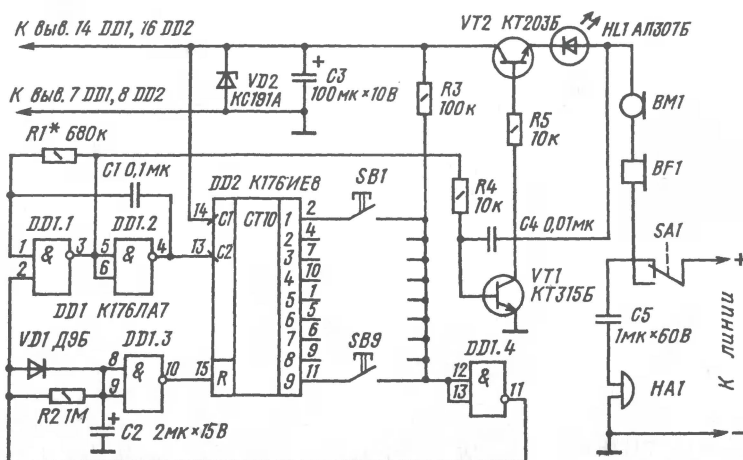 К выв. 14 DD1, 16 DD2
К выв. 7 DD1, 8 DD2
VD2
КС191А
+
C3
100мк×10В
R3
100к
VT2 КТ203Б
HL1 АЛ307Б
R5
10к
BM1
BF1
SA1
+
R1* 680к
C1 0,1мк
DD1.1
DD1.2
1
2
&
3
5
6
&
4
DD1 К176ЛА7
DD2 К176ИЕ8
14
C1
13
C2
CT10
15
R
1
2
3
4
5
6
7
8
9
2
4
7
10
1
5
6
9
11
SB1
SB9
R4
10к
C4 0,01мк
VT1
КТ315Б
C5
1мк×60В
К линии
HA1
–
VD1 Д9Б
R2 1М
DD1.3
8
9
&
10
+
C2 2мк×15В
DD1.4
12
13
&
11